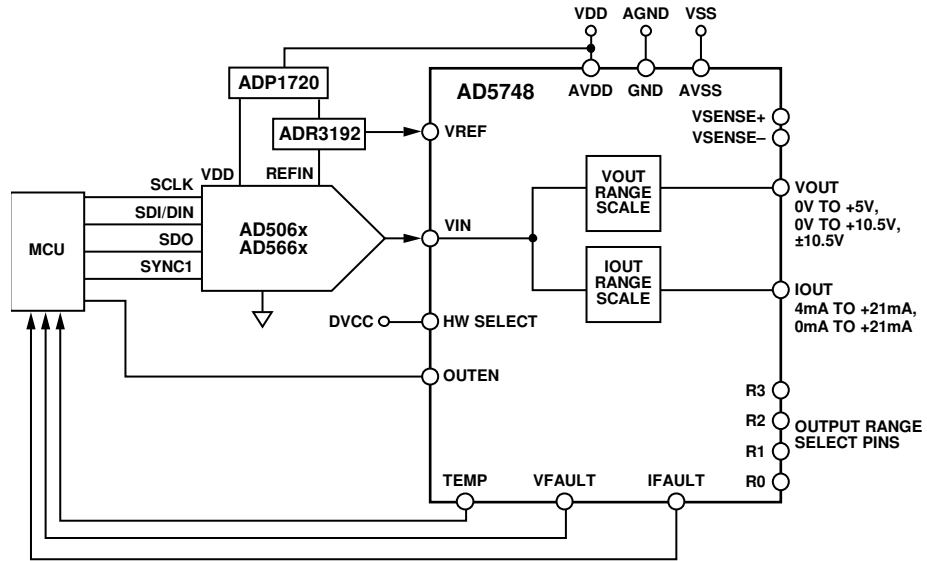 VDD AGND VSS
ADP1720
AD5748
AVDD GND AVSS
ADR3192
VREF
VSENSE+
VSENSE–
VDD REFIN
SCLK
SDI/DIN
SDO
SYNC1
MCU
AD506x
AD566x
VIN
VOUT
RANGE
SCALE
VOUT
0V TO +5V,
0V TO +10.5V,
±10.5V
IOUT
RANGE
SCALE
IOUT
4mA TO +21mA,
0mA TO +21mA
DVCC
HW SELECT
OUTEN
R3
R2
R1
R0
OUTPUT RANGE
SELECT PINS
TEMP VFAULT IFAULT